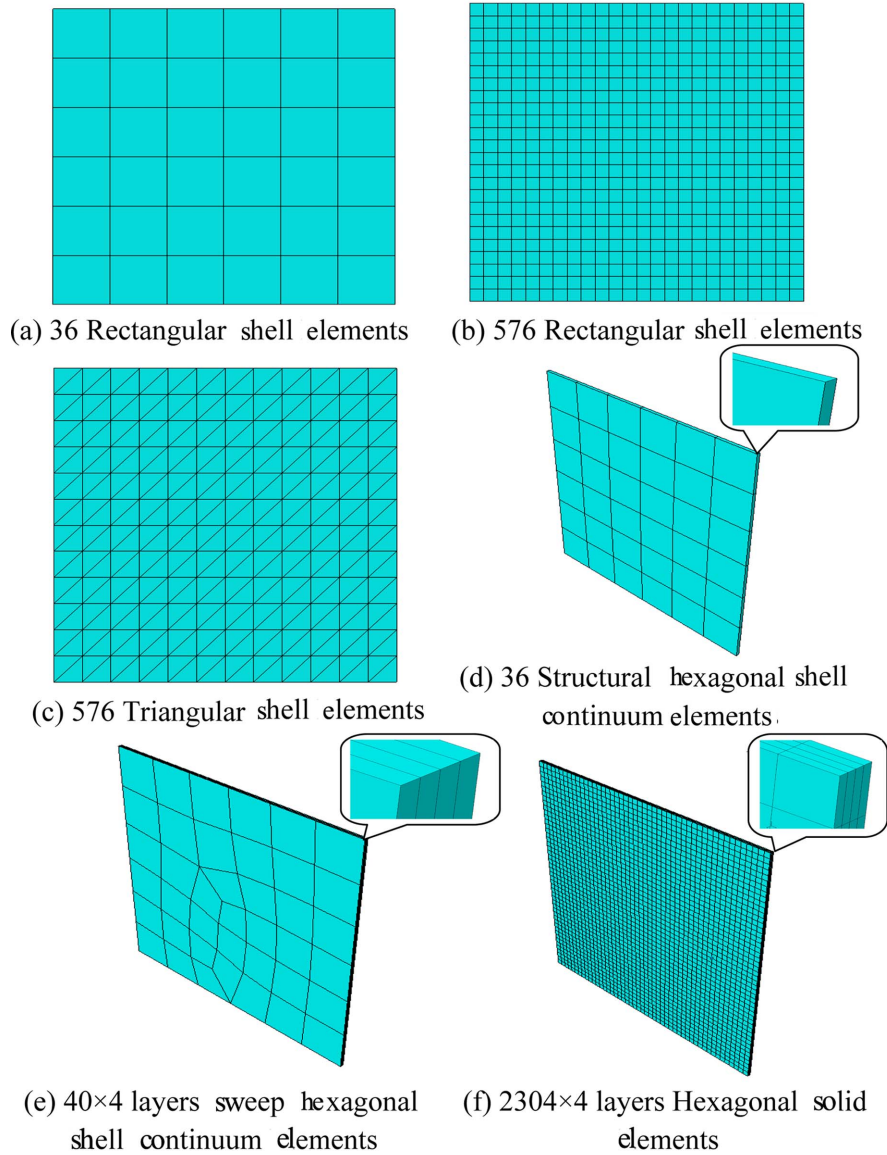 (a) 36 Rectangular shell elements
(b) 576 Rectangular shell elements
(c) 576 Triangular shell elements
(d) 36 Structural hexagonal shell
continuum elements
(e) 40×4 layers sweep hexagonal
shell continuum elements
(f) 2304×4 layers Hexagonal solid
elements